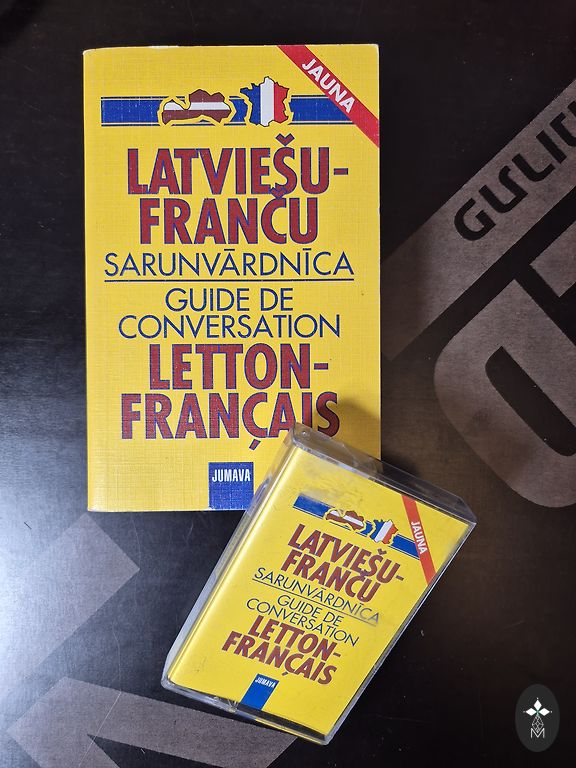 JAUNA
LATVIEŠU-
FRANČU
SARUNVĀRDNĪCA
GUIDE DE
CONVERSATION
LETTON-
FRANÇAIS
JUMAVA
JAUNA
LATVIEŠU-
FRANČU
SARUNVĀRDNĪCA
GUIDE DE
CONVERSATION
LETTON-
FRANÇAIS
JUMAVA
M